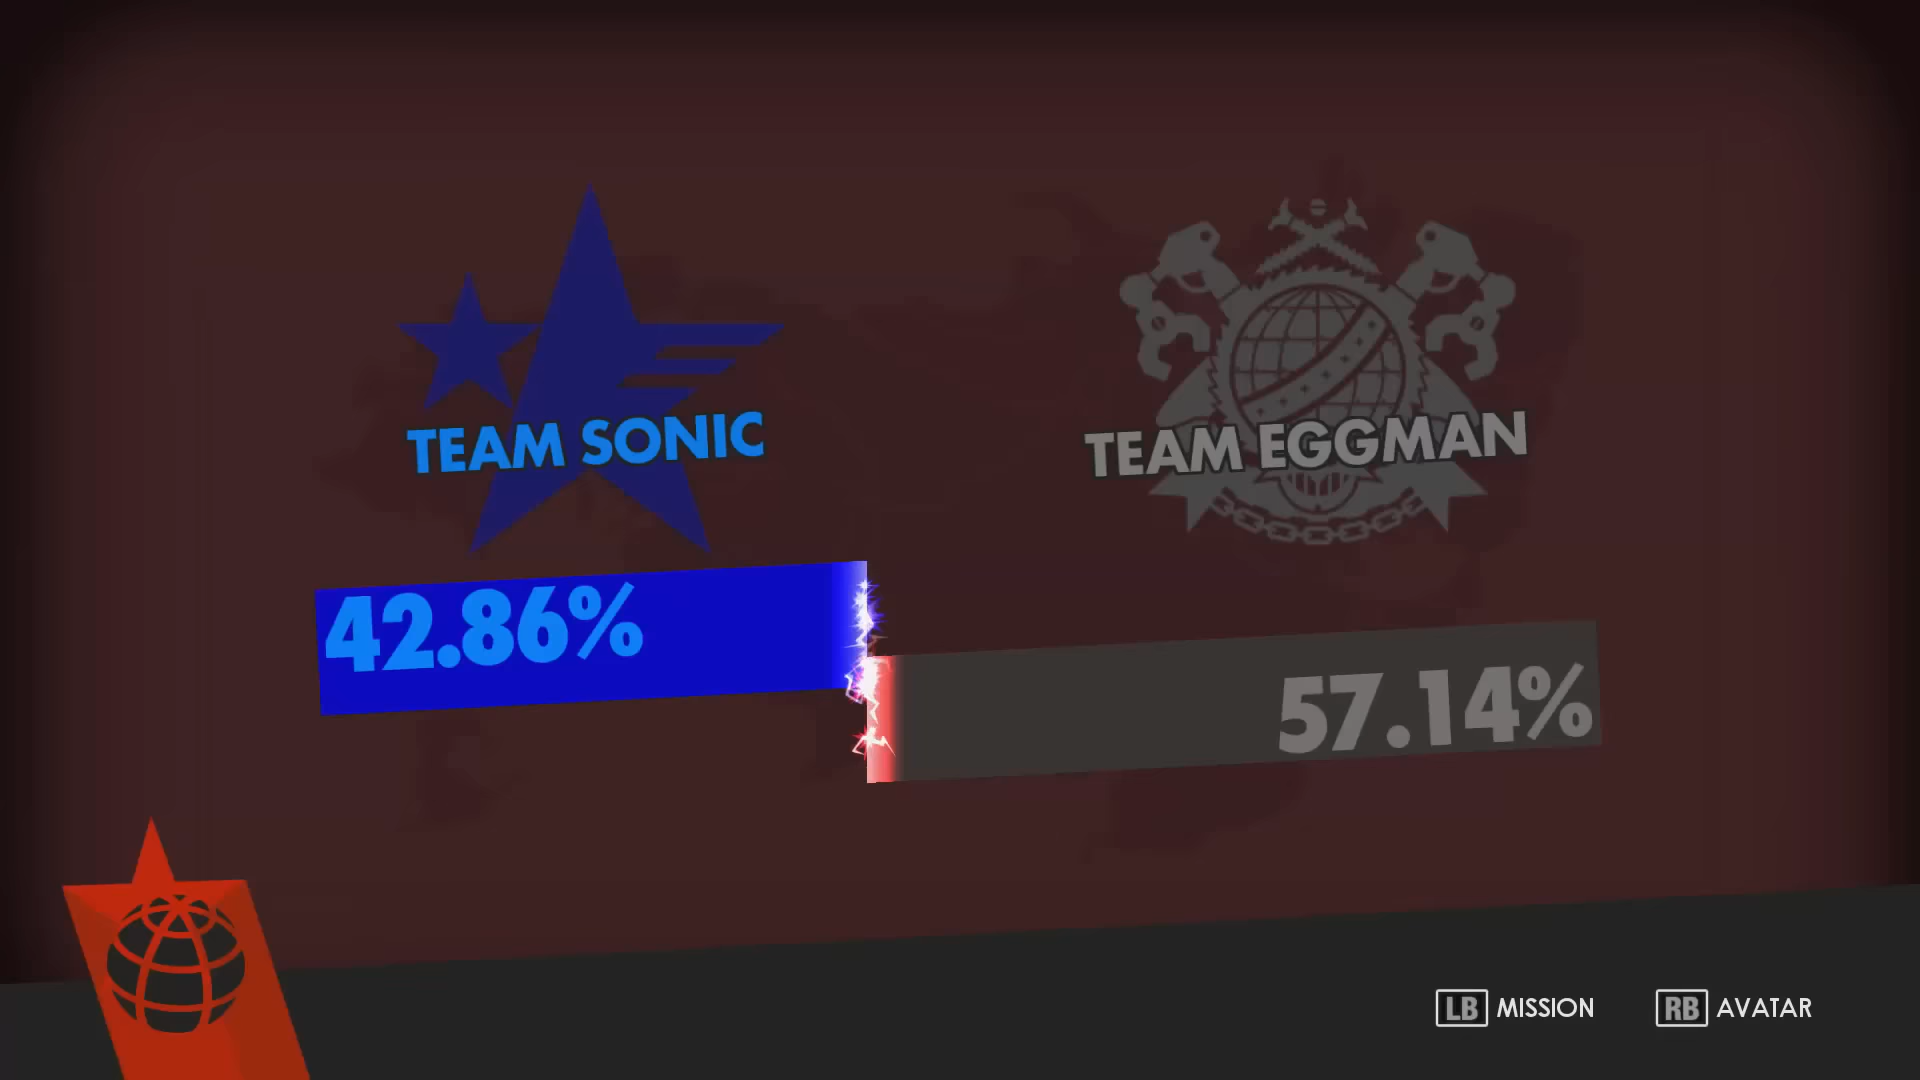 TEAM SONIC
TEAM EGGMAN
42.86%
57.14%
LB MISSION
RB AVATAR